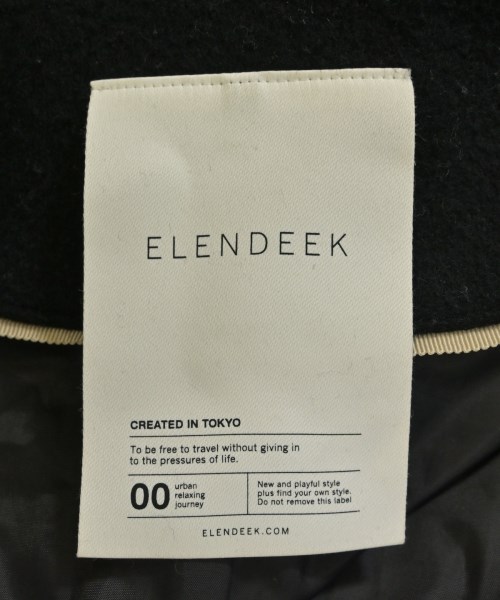 ELENDEEK
CREATED IN TOKYO
To be free to travel without giving in
to the pressures of life.
00
urban
relaxing
journey
New and playful style
plus find your own style.
Do not remove this label
ELENDEEK.COM